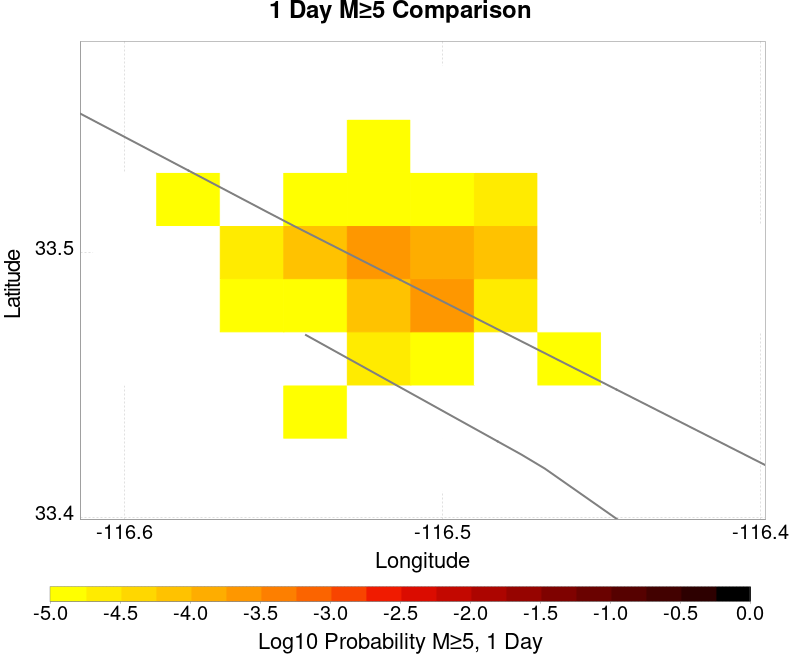 1 Day M≥5 Comparison
Latitude
33.5
33.4
-116.6 -116.5 -116.4
Longitude
-5.0 -4.5 -4.0 -3.5 -3.0 -2.5 -2.0 -1.5 -1.0 -0.5 0.0
Log10 Probability M≥5, 1 Day